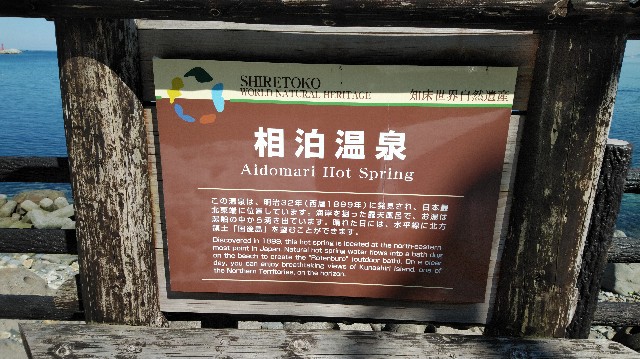 SHIRETOKO
WORLD NATURAL HERITAGE
知床世界自然遺産
相泊温泉
Aidomari Hot Spring
この温泉は、明治32年(西暦1899年)に発見され、日本最
北東端に位置しています。海岸を掘った露天風呂で、お湯は
玉石の中から湧き出ています。晴れた日には、水平線に北方
領土「国後島」を望むことができます。
Discovered in 1899, this hot spring is located at the north-eastern
most point in Japan. Natural hot spring water flows into a bath dug
on the beach to create the "Rotenburo" (outdoor bath). On a clear
day, you can enjoy breathtaking views of Kunashiri Island, one of
the Northern Territories, on the horizon.